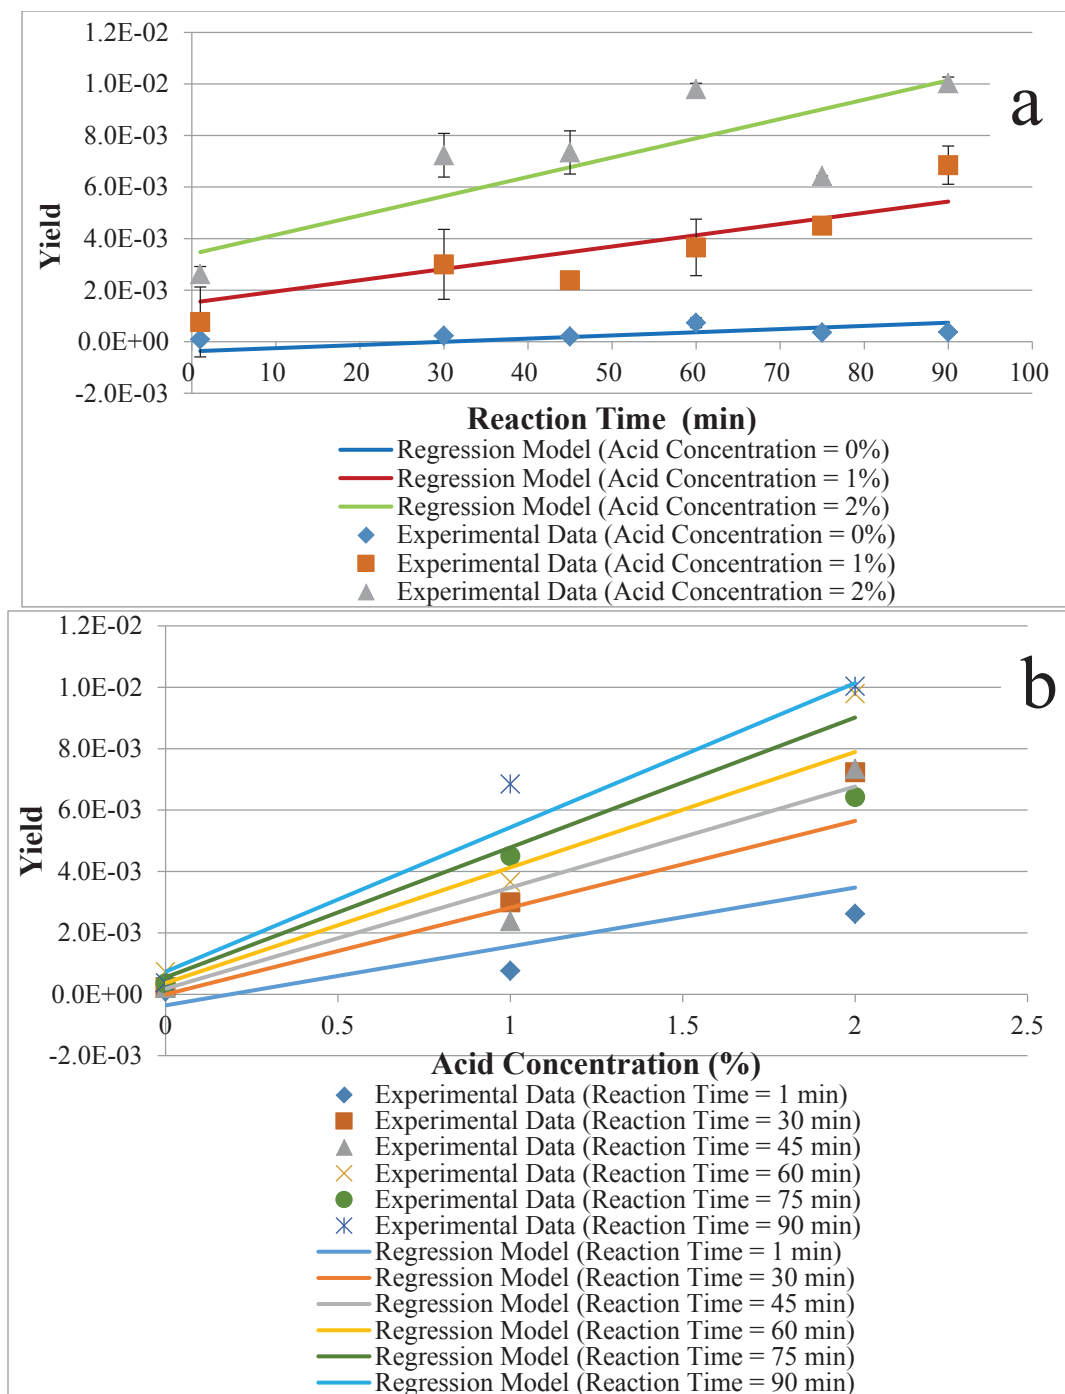 1.2E-02
1.0E-02
8.0E-03
6.0E-03
4.0E-03
2.0E-03
0.0E+00
-2.0E-03
Yield
a
0 10 20 30 40 50 60 70 80 90 100
Reaction Time (min)
Regression Model (Acid Concentration = 0%)
Regression Model (Acid Concentration = 1%)
Regression Model (Acid Concentration = 2%)
Experimental Data (Acid Concentration = 0%)
Experimental Data (Acid Concentration = 1%)
Experimental Data (Acid Concentration = 2%)
1.2E-02
1.0E-02
8.0E-03
6.0E-03
4.0E-03
2.0E-03
0.0E+00
-2.0E-03
Yield
b
0 0.5 1 1.5 2 2.5
Acid Concentration (%)
Experimental Data (Reaction Time = 1 min)
Experimental Data (Reaction Time = 30 min)
Experimental Data (Reaction Time = 45 min)
Experimental Data (Reaction Time = 60 min)
Experimental Data (Reaction Time = 75 min)
Experimental Data (Reaction Time = 90 min)
Regression Model (Reaction Time = 1 min)
Regression Model (Reaction Time = 30 min)
Regression Model (Reaction Time = 45 min)
Regression Model (Reaction Time = 60 min)
Regression Model (Reaction Time = 75 min)
Regression Model (Reaction Time = 90 min)